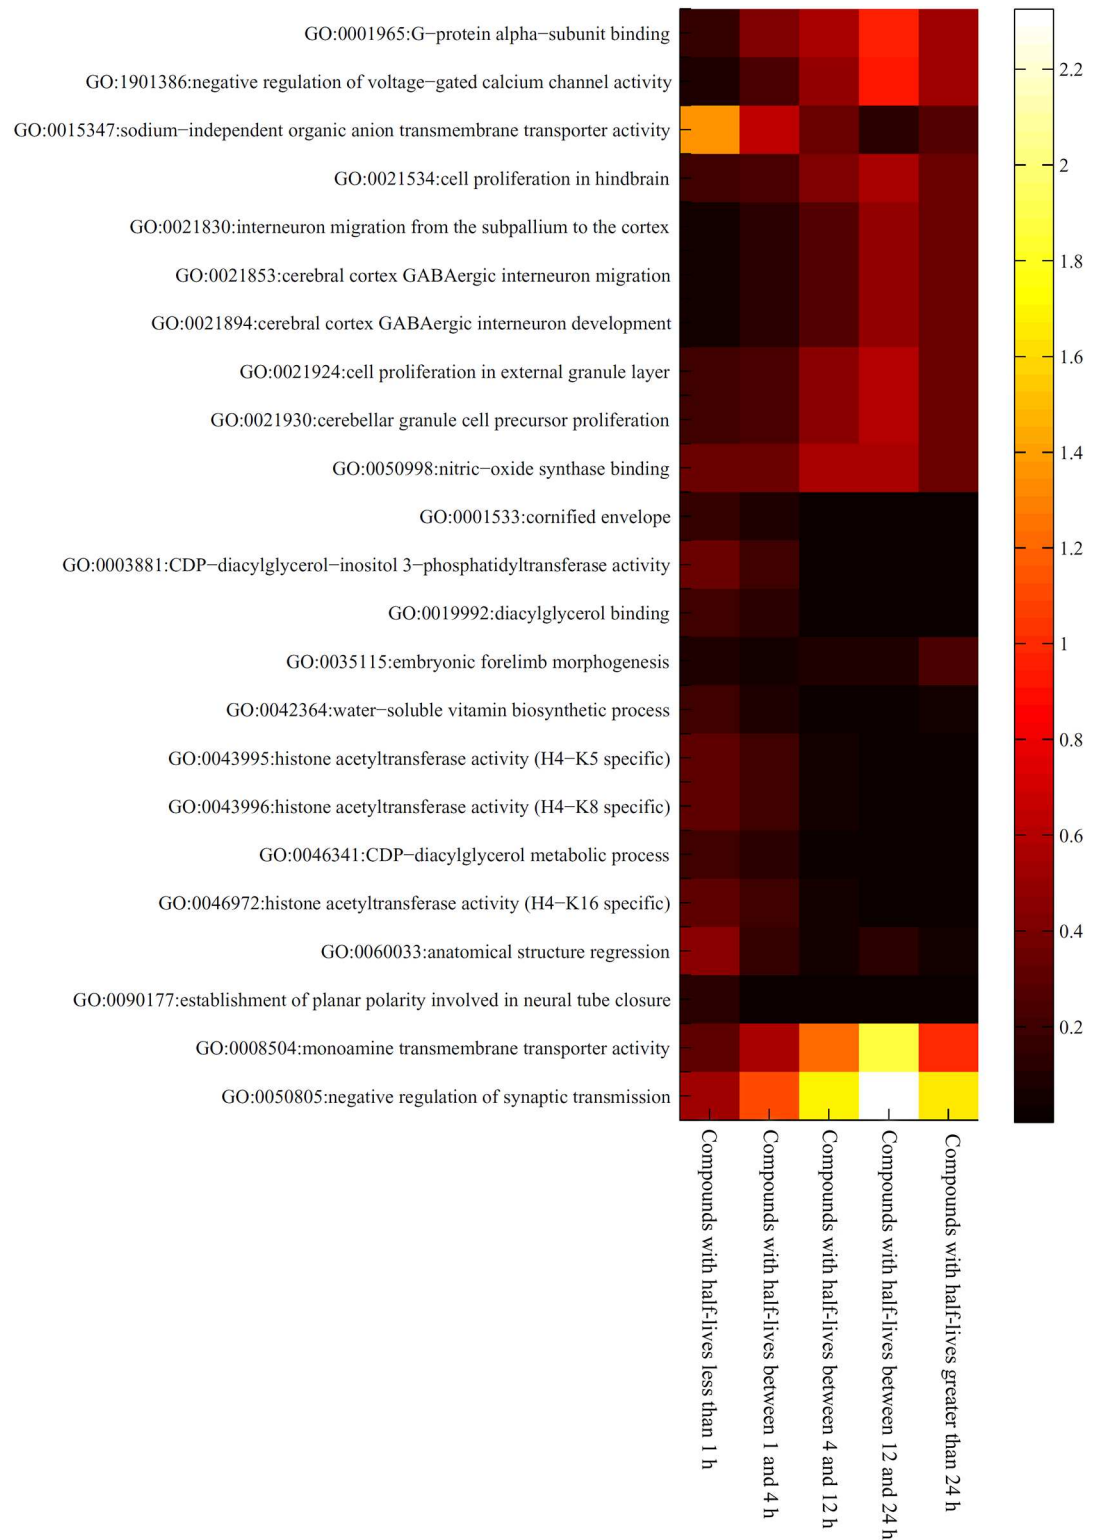 GO:0001965:G−protein alpha−subunit binding
GO:1901386:negative regulation of voltage−gated calcium channel activity
GO:0015347:sodium−independent organic anion transmembrane transporter activity
GO:0021534:cell proliferation in hindbrain
GO:0021830:interneuron migration from the subpallium to the cortex
GO:0021853:cerebral cortex GABAergic interneuron migration
GO:0021894:cerebral cortex GABAergic interneuron development
GO:0021924:cell proliferation in external granule layer
GO:0021930:cerebellar granule cell precursor proliferation
GO:0050998:nitric−oxide synthase binding
GO:0001533:cornified envelope
GO:0003881:CDP−diacylglycerol−inositol 3−phosphatidyltransferase activity
GO:0019992:diacylglycerol binding
GO:0035115:embryonic forelimb morphogenesis
GO:0042364:water−soluble vitamin biosynthetic process
GO:0043995:histone acetyltransferase activity (H4−K5 specific)
GO:0043996:histone acetyltransferase activity (H4−K8 specific)
GO:0046341:CDP−diacylglycerol metabolic process
GO:0046972:histone acetyltransferase activity (H4−K16 specific)
GO:0060033:anatomical structure regression
GO:0090177:establishment of planar polarity involved in neural tube closure
GO:0008504:monoamine transmembrane transporter activity
GO:0050805:negative regulation of synaptic transmission
Compounds with half-lives less than 1 h
Compounds with half-lives between 1 and 4 h
Compounds with half-lives between 4 and 12 h
Compounds with half-lives between 12 and 24 h
Compounds with half-lives greater than 24 h
2.2
2
1.8
1.6
1.4
1.2
1
0.8
0.6
0.4
0.2